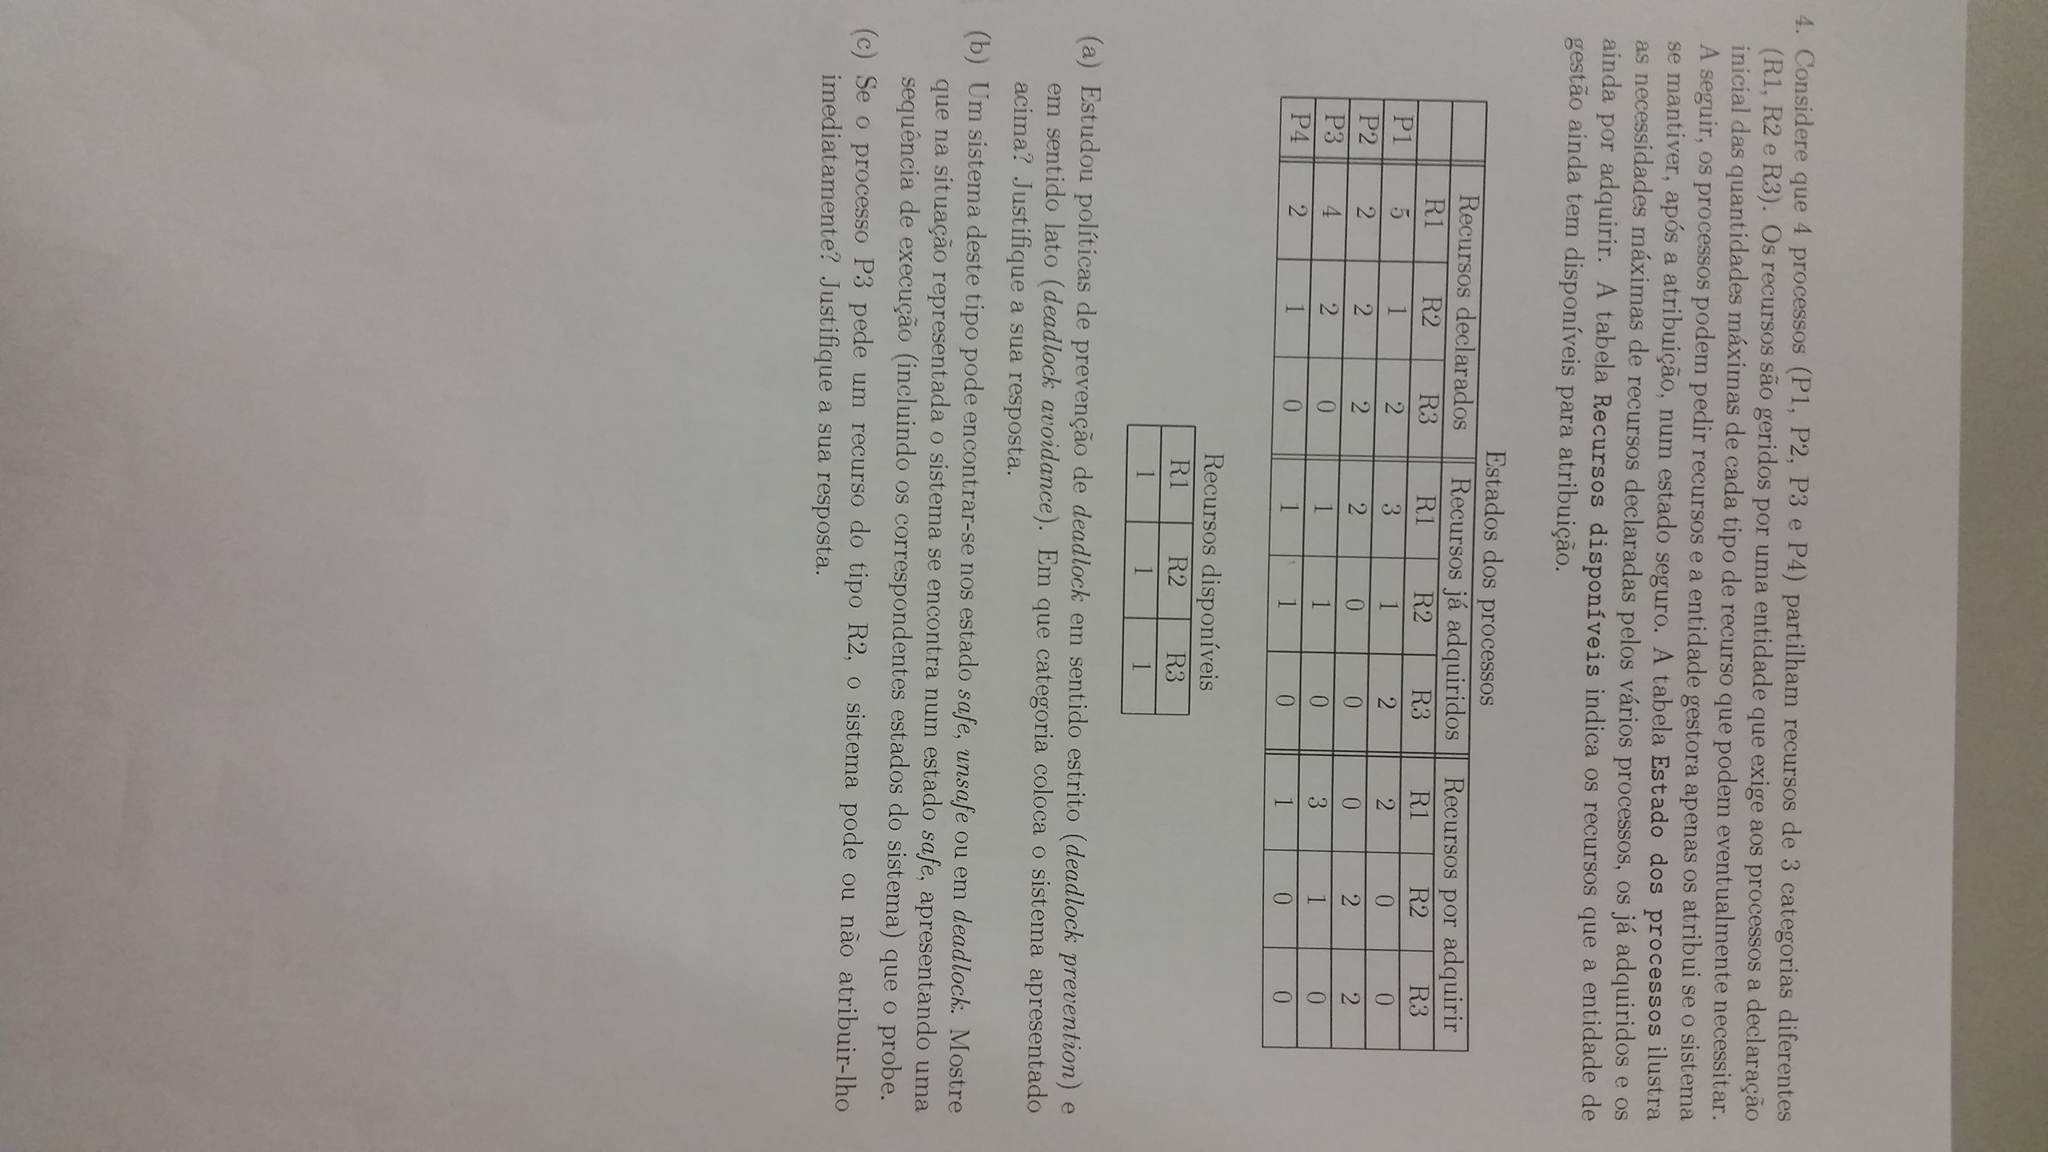 4. Considere que 4 processos (P1, P2, P3 e P4) partilham recursos de 3 categorias diferentes
(R1, R2 e R3). Os recursos são geridos por uma entidade que exige aos processos a declaração
inicial das quantidades máximas de cada tipo de recurso que podem eventualmente necessitar.
A seguir, os processos podem pedir recursos e a entidade gestora apenas os atribui se o sistema
se mantiver, após a atribuição, num estado seguro. A tabela Estado dos processos ilustra
as necessidades máximas de recursos declaradas pelos vários processos, os já adquiridos e os
ainda por adquirir. A tabela Recursos disponíveis indica os recursos que a entidade de
gestão ainda tem disponíveis para atribuição.
Estados dos processos
Recursos declarados Recursos já adquiridos Recursos por adquirir
R1 R2 R3 R1 R2 R3 R1 R2 R3
P1 5 1 2 3 1 2 2 0 0
P2 2 2 2 2 0 0 0 2 2
P3 4 2 0 1 1 0 3 1 0
P4 2 1 0 1 1 0 1 0 0
Recursos disponíveis
R1 R2 R3
1 1 1
(a) Estudou políticas de prevenção de deadlock em sentido estrito (deadlock prevention) e
em sentido lato (deadlock avoidance). Em que categoria coloca o sistema apresentado
acima? Justifique a sua resposta.
(b) Um sistema deste tipo pode encontrar-se nos estado safe, unsafe ou em deadlock. Mostre
que na situação representada o sistema se encontra num estado safe, apresentando uma
sequência de execução (incluindo os correspondentes estados do sistema) que o probe.
(c) Se o processo P3 pede um recurso do tipo R2, o sistema pode ou não atribuir-lho
imediatamente? Justifique a sua resposta.